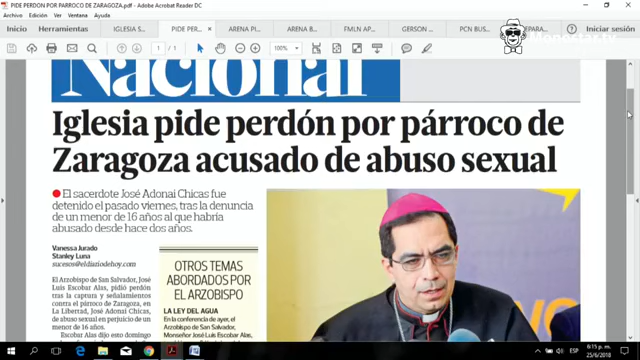 PIDE PERDON POR PARROCO DE ZARAGOZA.pdf - Adobe Acrobat Reader DC
Archivo Edición Ver Ventana Ayuda
Inicio Herramientas IGLESIA S PIDE PER... × ARENA PI ARENA B FMLN AP GERSON PCN BUS EPARA Iniciar sesión
Monostar.tv
1 / 1 100%
Nacional
Iglesia pide perdón por párroco de
Zaragoza acusado de abuso sexual
El sacerdote José Adonai Chicas fue
detenido el pasado viernes, tras la denuncia
de un menor de 16 años al que habría
abusado desde hace dos años.
Vanessa Jurado
Stanley Luna
sucesos@eldiariodehoy.com
El Arzobispo de San Salvador, José
Luis Escobar Alas, pidió perdón
tras la captura y señalamientos
contra el párroco de Zaragoza, en
La Libertad, José Adonai Chicas,
de abuso sexual en perjuicio de un
menor de 16 años.
Escobar Alas dijo este domingo
OTROS TEMAS
ABORDADOS POR
EL ARZOBISPO
LA LEY DEL AGUA
En la conferencia de ayer, el
Arzobispo de San Salvador,
Monseñor José Luis Escobar Alas,
ESP
8:15 p. m.
25/6/2018